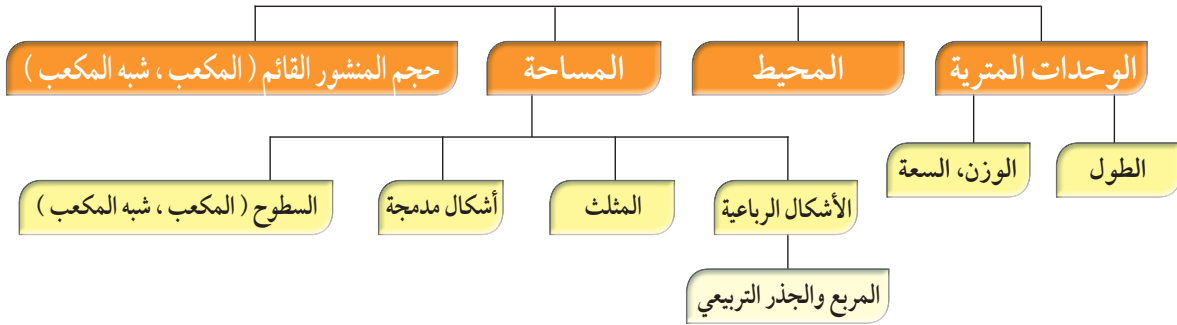 الوحدات المترية
المحيط
المساحة
حجم المنشور القائم ( المكعب ، شبه المكعب )
الطول
الوزن، السعة
الأشكال الرباعية
المثلث
أشكال مدمجة
السطوح ( المكعب ، شبه المكعب )
المربع والجذر التربيعي